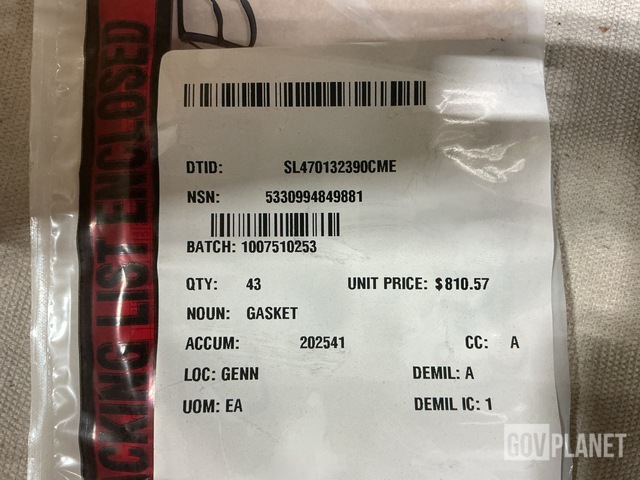 PACKING LIST ENCLOSED
DTID: SL470132390CME
NSN: 5330994849881
BATCH: 1007510253
QTY: 43 UNIT PRICE: $810.57
NOUN: GASKET
ACCUM: 202541 CC: A
LOC: GENN DEMIL: A
UOM: EA DEMIL IC: 1
GOVPLANET